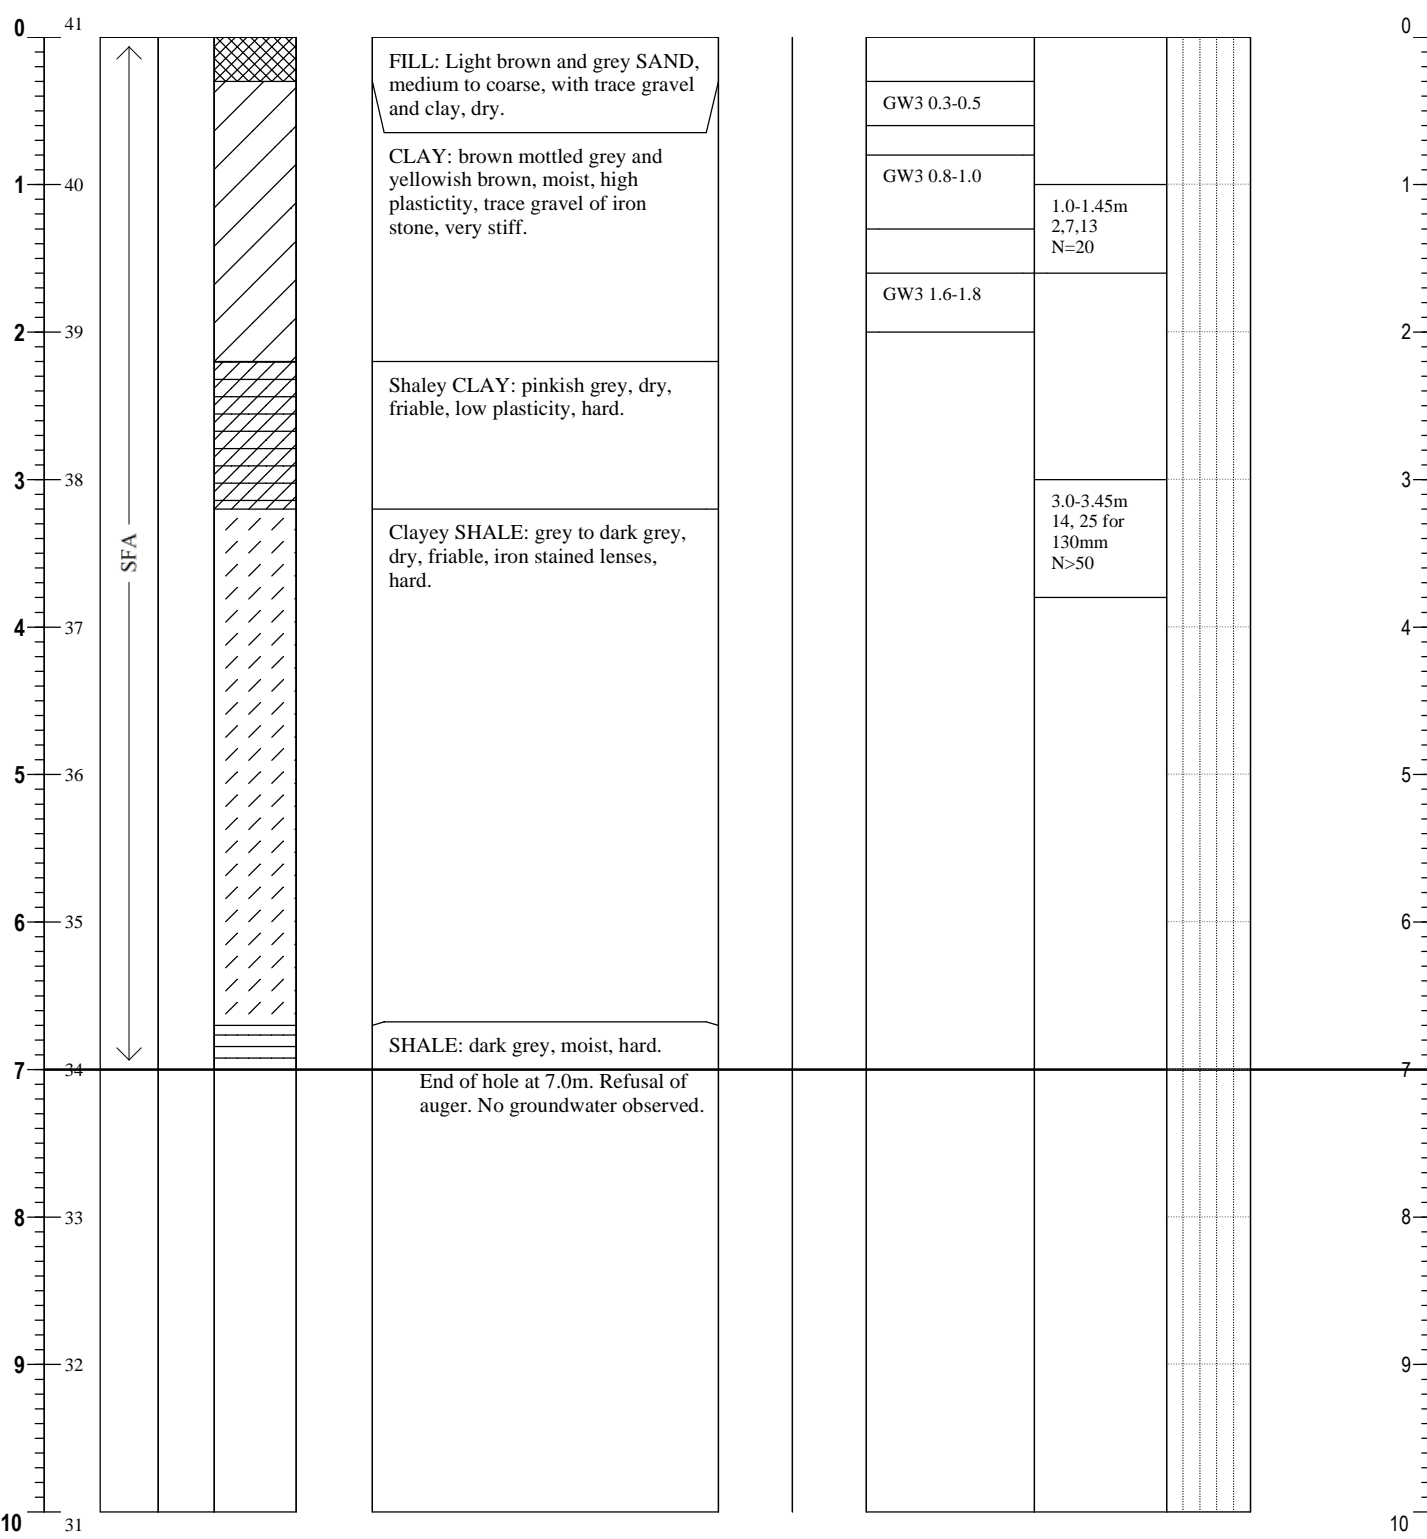 0 41 0
FILL: Light brown and grey SAND,
medium to coarse, with trace gravel
and clay, dry.
GW3 0.3-0.5
CLAY: brown mottled grey and
yellowish brown, moist, high
plastictity, trace gravel of iron
stone, very stiff.
GW3 0.8-1.0
1 40 1
1.0-1.45m
2,7,13
N=20
GW3 1.6-1.8
2 39 2
Shaley CLAY: pinkish grey, dry,
friable, low plasticity, hard.
3 38 3
3.0-3.45m
14, 25 for
130mm
N>50
Clayey SHALE: grey to dark grey,
dry, friable, iron stained lenses,
hard.
SFA
4 37 4
5 36 5
6 35 6
SHALE: dark grey, moist, hard.
7 34 7
End of hole at 7.0m. Refusal of
auger. No groundwater observed.
8 33 8
9 32 9
10 31 10